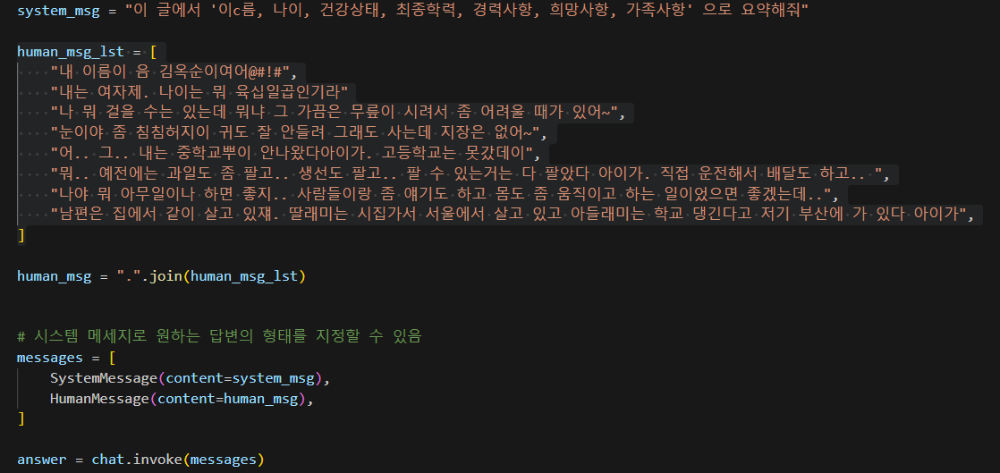 system_msg = "이 글에서 '이c름, 나이, 건강상태, 최종학력, 경력사항, 희망사항, 가족사항' 으로 요약해줘"
human_msg_lst = [
"내 이름이 음 김옥순이여어@#!#",
"내는 여자제. 나이는 뭐 육십일곱인기라"
"나 뭐 걸을 수는 있는데 뭐냐 그 가끔은 무릎이 시려서 좀 어려울 때가 있어~",
"눈이야 좀 침침허지이 귀도 잘 안들려 그래도 사는데 지장은 없어~",
"어.. 그.. 내는 중학교뿌이 안나왔다아이가. 고등학교는 못갔데이",
"뭐.. 예전에는 과일도 좀 팔고.. 생선도 팔고.. 팔 수 있는거는 다 팔았다 아이가. 직접 운전해서 배달도 하고.. ",
"나야 뭐 아무일이나 하면 좋지.. 사람들이랑 좀 얘기도 하고 몸도 좀 움직이고 하는 일이었으면 좋겠는데..",
"남편은 집에서 같이 살고 있재. 딸래미는 시집가서 서울에서 살고 있고 아들래미는 학교 댕긴다고 저기 부산에 가 있다 아이가",
]
human_msg = ".".join(human_msg_lst)
# 시스템 메세지로 원하는 답변의 형태를 지정할 수 있음
messages = [
SystemMessage(content=system_msg),
HumanMessage(content=human_msg),
]
answer = chat.invoke(messages)